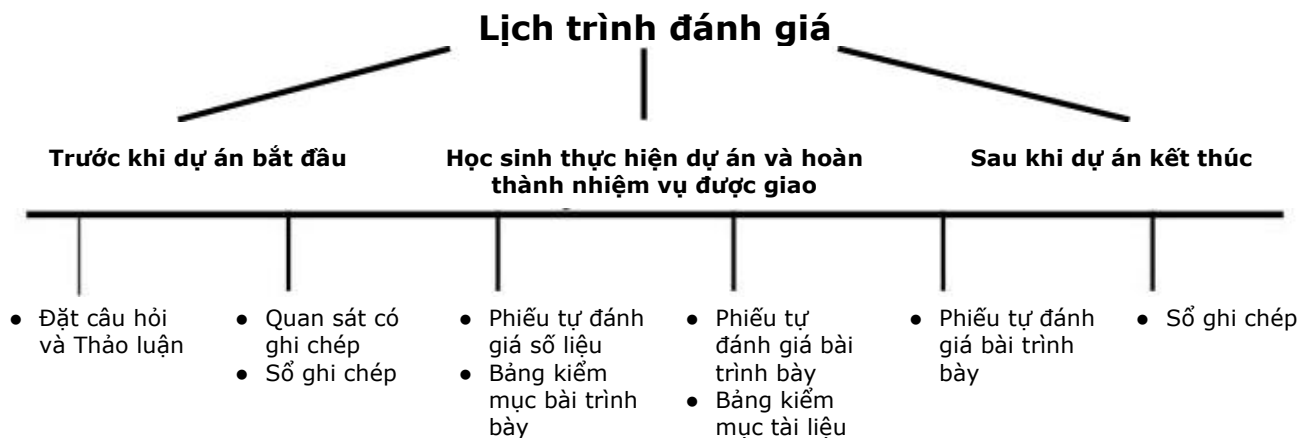 Lịch trình đánh giá
Trước khi dự án bắt đầu
Học sinh thực hiện dự án và hoàn
thành nhiệm vụ được giao
Sau khi dự án kết thúc
● Đặt câu hỏi
và Thảo luận
● Quan sát có
ghi chép
● Sổ ghi chép
● Phiếu tự đánh
giá số liệu
● Bảng kiểm
mục bài trình
bày
● Phiếu tự
đánh giá bài
trình bày
● Bảng kiểm
mục tài liệu
● Phiếu tự đánh
giá bài trình
bày
● Sổ ghi chép